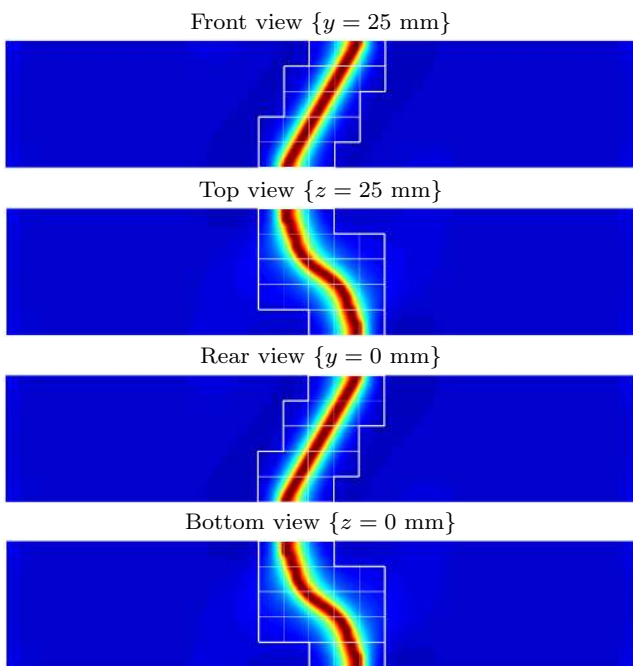 Front view {y = 25 mm}
Top view {z = 25 mm}
Rear view {y = 0 mm}
Bottom view {z = 0 mm}